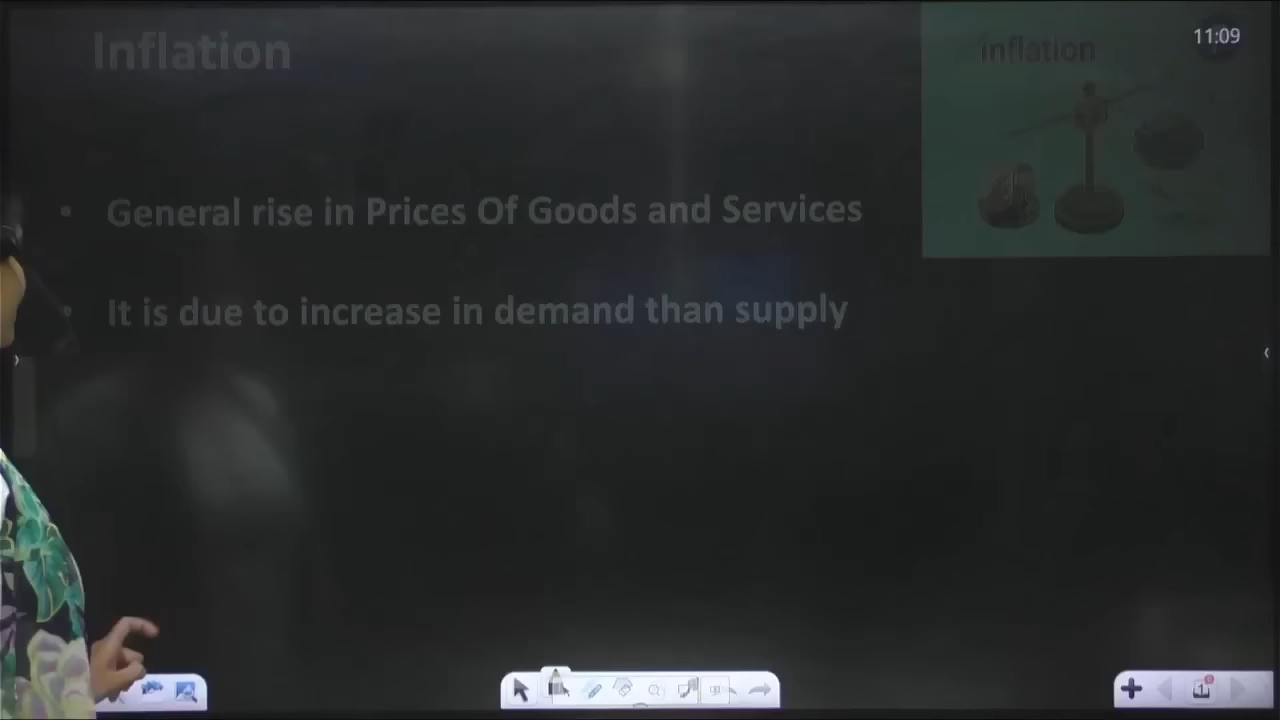 Inflation
inflation
11:09
• General rise in Prices Of Goods and Services
• It is due to increase in demand than supply
1